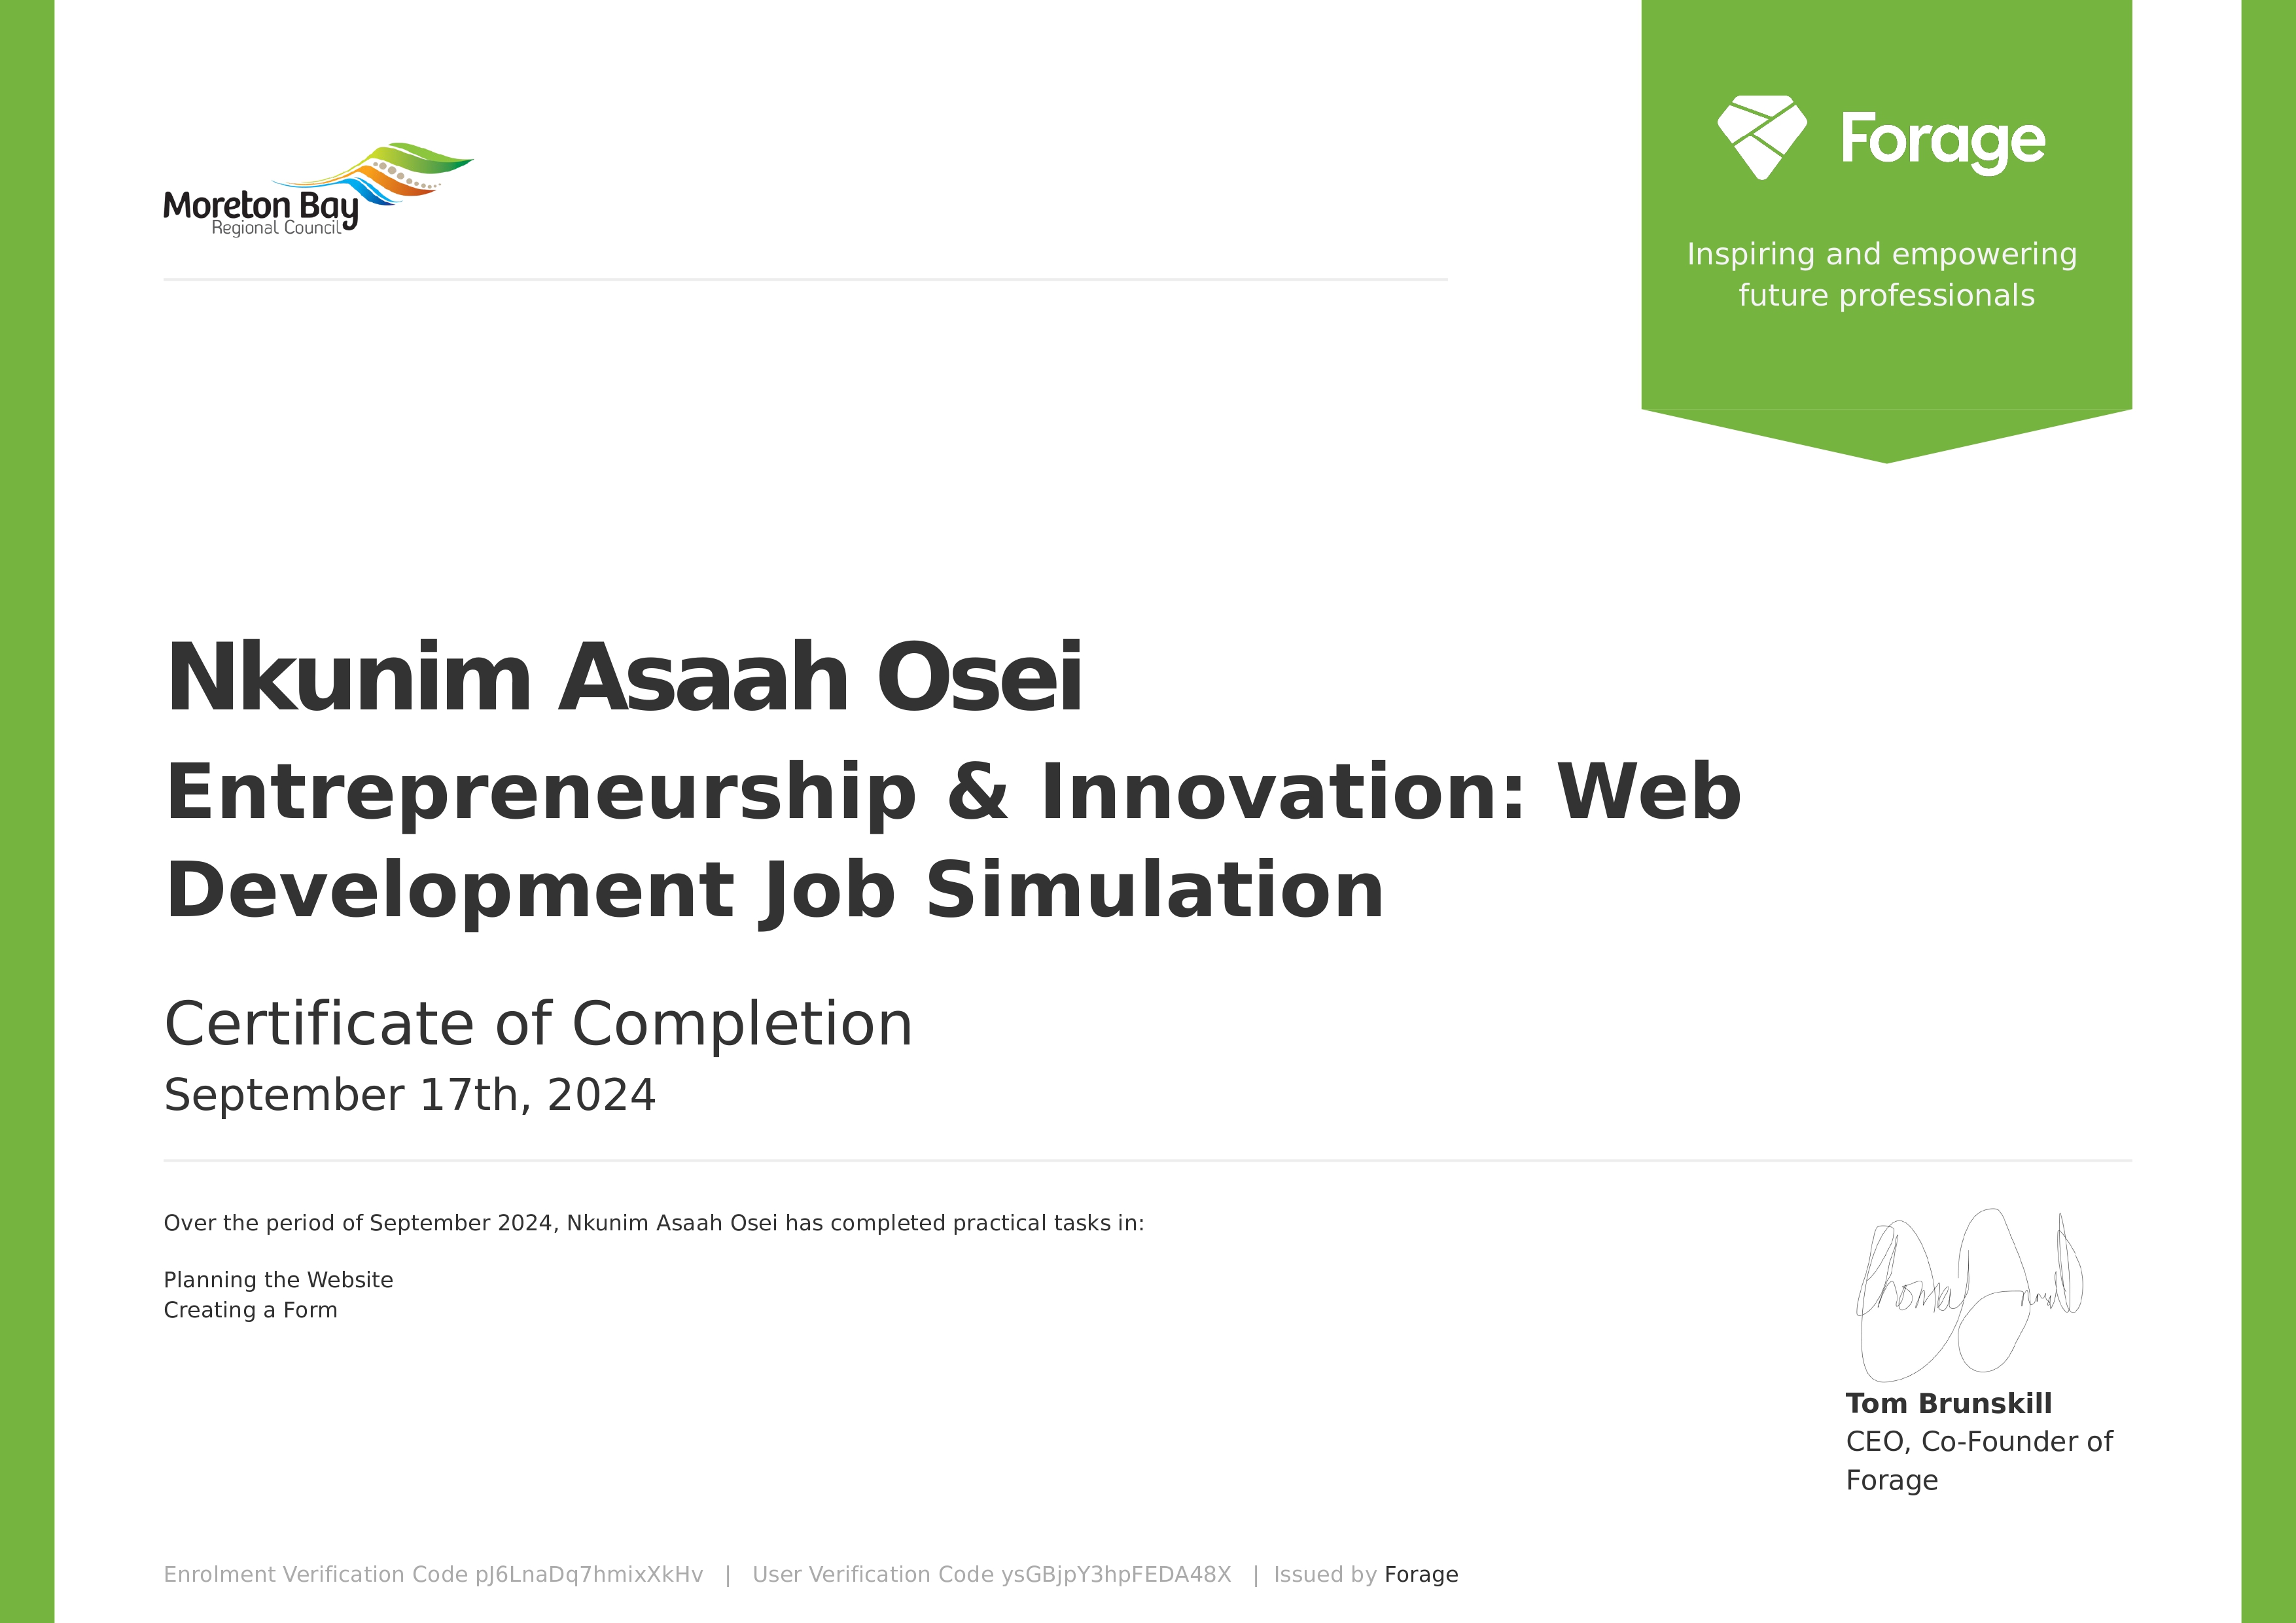 Moreton Bay
Regional Council
Forage
Inspiring and empowering
future professionals
Nkunim Asaah Osei
Entrepreneurship & Innovation: Web
Development Job Simulation
Certificate of Completion
September 17th, 2024
Over the period of September 2024, Nkunim Asaah Osei has completed practical tasks in:
Planning the Website
Creating a Form
Tom Brunskill
CEO, Co-Founder of
Forage
Enrolment Verification Code pJ6LnaDq7hmixXkHv | User Verification Code ysGBjpY3hpFEDA48X | Issued by Forage